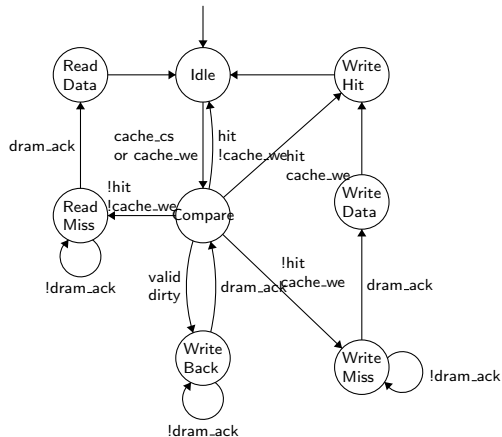 Read
Data
Idle
Write
Hit
cache_cs
or cache_we
hit
!cache_we
hit
cache_we
dram_ack
!hit
!cache_we
Read
Miss
Compare
Write
Data
!dram_ack
valid
dirty
dram_ack
!hit
cache_we
dram_ack
Write
Back
Write
Miss
!dram_ack
!dram_ack